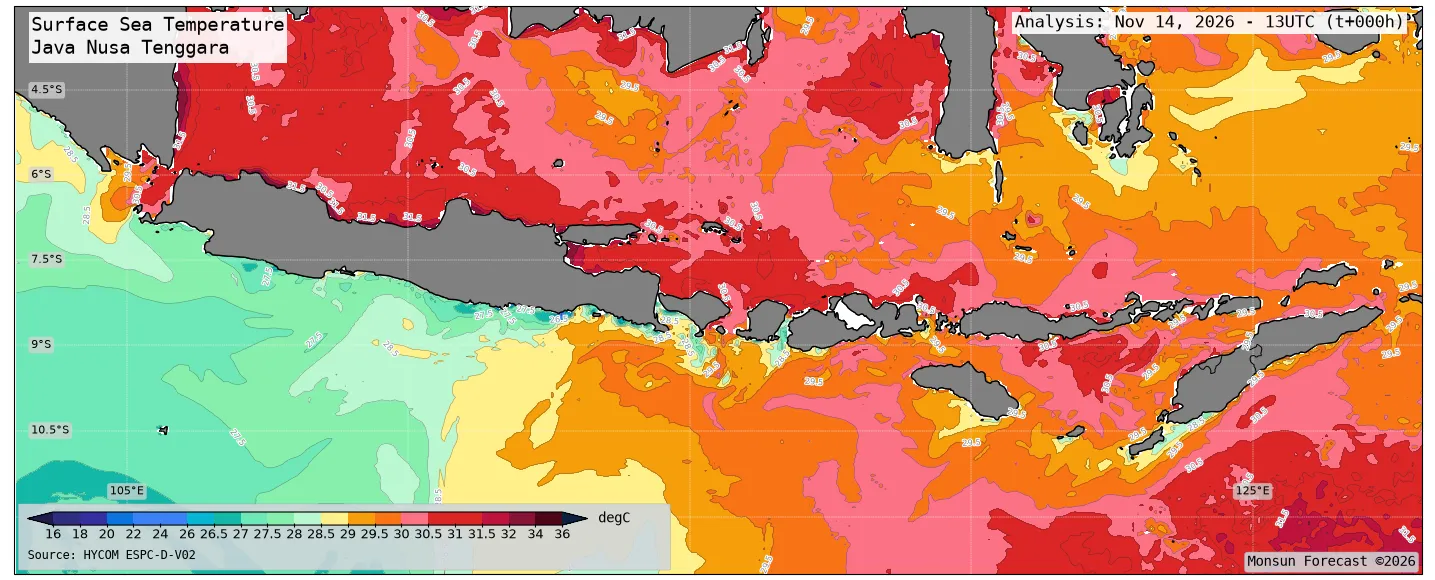 Surface Sea Temperature
Java Nusa Tenggara
Analysis: Nov 14, 2026 - 13UTC (t+000h)
4.5°S
6°S
7.5°S
9°S
10.5°S
105°E
125°E
16 18 20 22 24 26 26.5 27 27.5 28 28.5 29 29.5 30 30.5 31 31.5 32 34 36
degC
Source: HYCOM ESPC-D-V02
Monsun Forecast ©2026